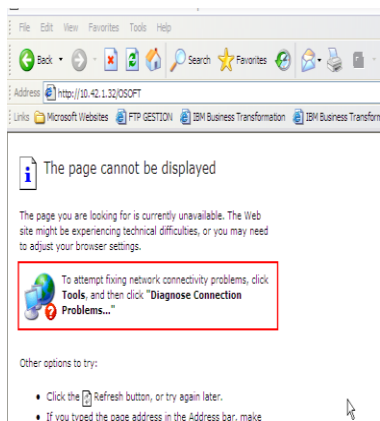 File Edit View Favorites Tools Help
Back Search Favorites
Address http://10.42.1.32/OSOFT
Links Microsoft Websites FTP GESTION IBM Business Transformation IBM Business Transform
The page cannot be displayed
The page you are looking for is currently unavailable. The Web
site might be experiencing technical difficulties, or you may need
to adjust your browser settings.
To attempt fixing network connectivity problems, click
Tools, and then click "Diagnose Connection
Problems..."
Other options to try:
• Click the Refresh button, or try again later.
• If you typed the page address in the Address bar, make